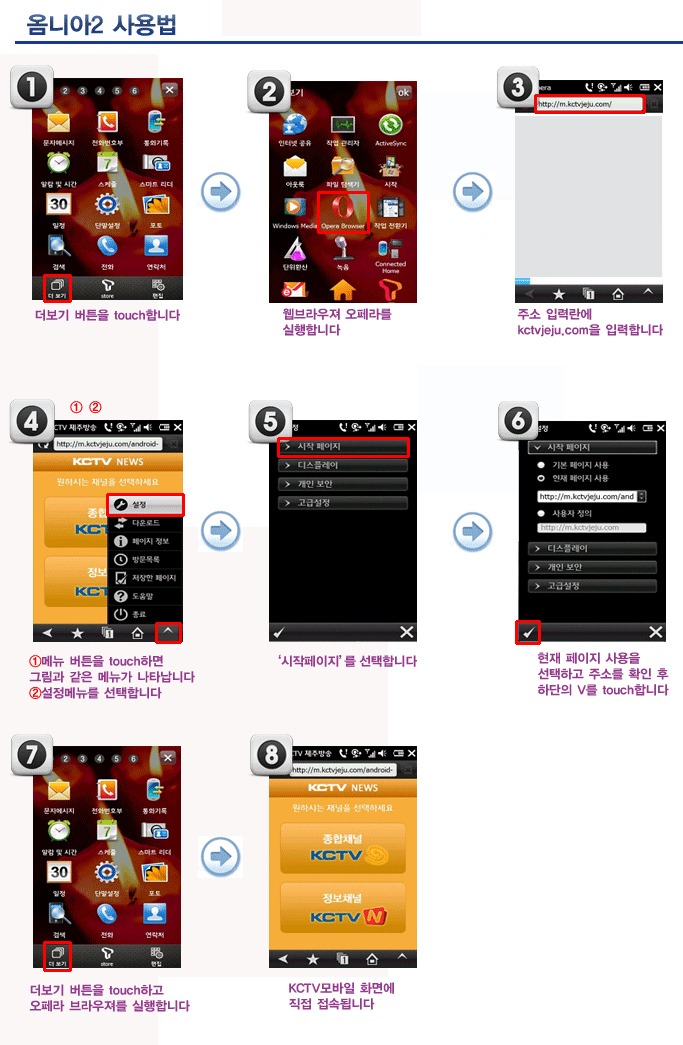 옴니아2 사용법
1
2 3 4 5 6
문자메시지 전화번호부 통화기록
알람 및 시간 스케줄 스마트 리더
7
30
일정 단말설정 포토
검색 전화 연락처
더 보기 store 편집
더보기 버튼을 touch합니다
2
보기 ok
인터넷 공유 작업 관리자 ActiveSync
아웃룩 파일 탐색기 시작
Windows Media Opera Browser 작업 전환기
단위환산 녹음 Connected Home
웹브라우져 오페라를
실행합니다
3
pera
http://m.kctvjeju.com/
1
주소 입력란에
kctvjeju.com을 입력합니다
① ②
4
CTV 제주방송
http://m.kctvjeju.com/android-
KCTV NEWS
원하시는 채널을 선택하세요
종합
KC
정보
KC
설정
다운로드
페이지 정보
방문목록
저장한 페이지
도움말
종료
1
①메뉴 버튼을 touch하면
그림과 같은 메뉴가 나타납니다
②설정메뉴를 선택합니다
5
정
시작 페이지
디스플레이
개인 보안
고급설정
‘시작페이지’를 선택합니다
6
설정
시작 페이지
기본 페이지 사용
현재 페이지 사용
http://m.kctvjeju.com/and
사용자 정의
http://m.kctvjeju.com
디스플레이
개인 보안
고급설정
현재 페이지 사용을
선택하고 주소를 확인 후
하단의 V를 touch합니다
7
2 3 4 5 6
문자메시지 전화번호부 통화기록
알람 및 시간 스케줄 스마트 리더
7
30
일정 단말설정 포토
검색 전화 연락처
더 보기 store 편집
더보기 버튼을 touch하고
오페라 브라우져를 실행합니다
8
CTV 제주방송
http://m.kctvjeju.com/android-
KCTV NEWS
원하시는 채널을 선택하세요
종합채널
KCTV
정보채널
KCTV N
1
KCTV모바일 화면에
직접 접속됩니다